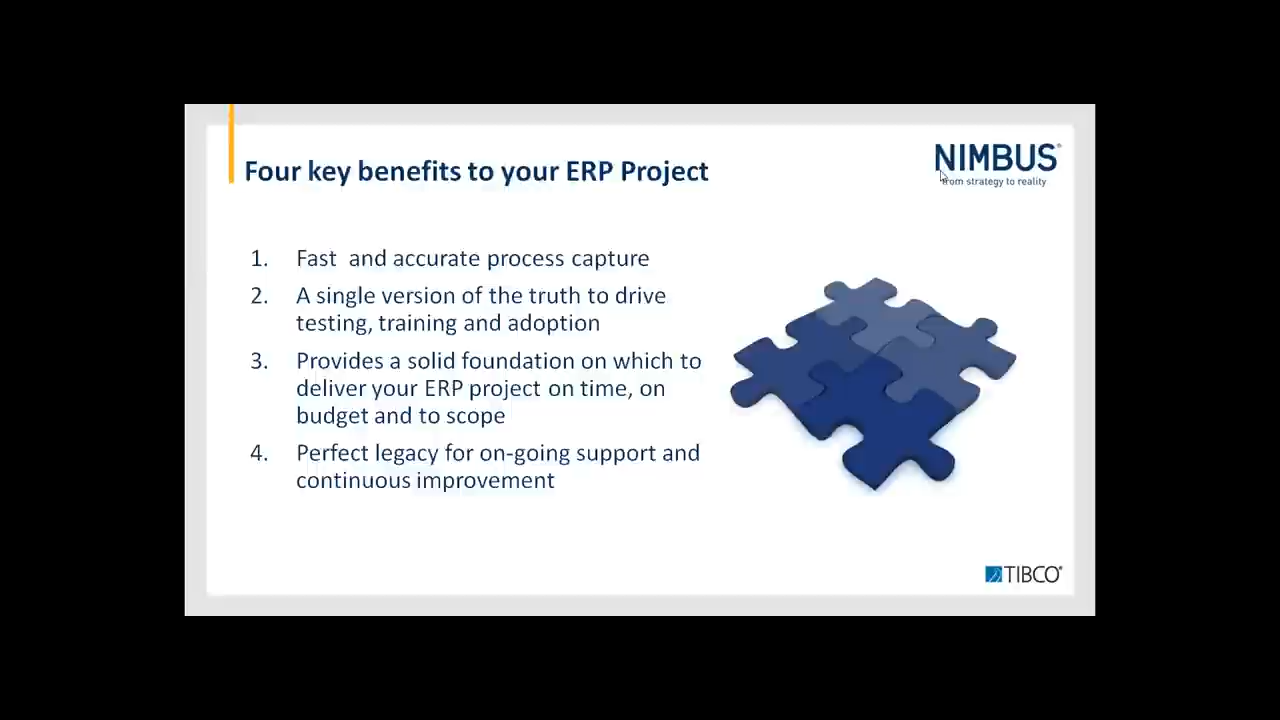 Four key benefits to your ERP Project
NIMBUS®
from strategy to reality
1. Fast and accurate process capture
2. A single version of the truth to drive
testing, training and adoption
3. Provides a solid foundation on which to
deliver your ERP project on time, on
budget and to scope
4. Perfect legacy for on-going support and
continuous improvement
TIBCO®